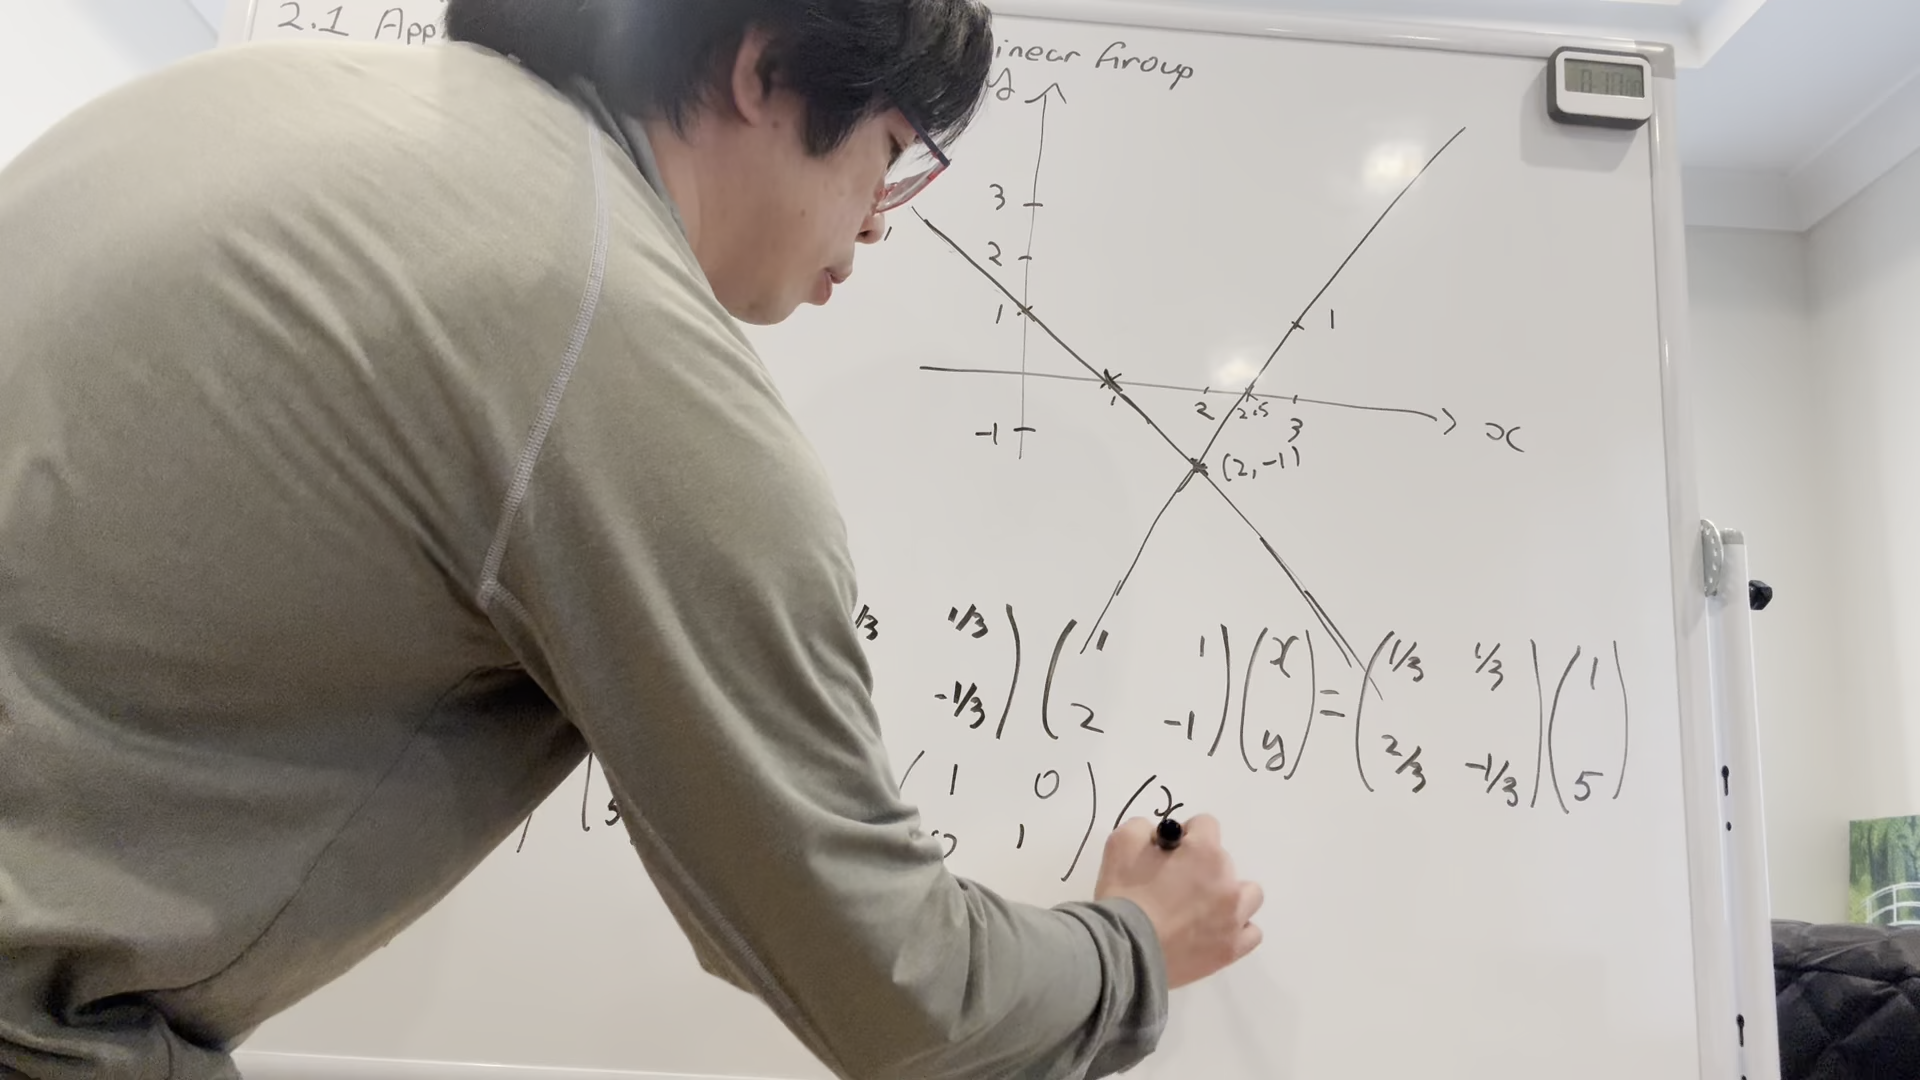 2.1 App
inear Group
y
3
2
1
1
1
2
2.5
3
x
-1
(2,-1)
1/3 1/3) (1 1) (x) = (1/3 1/3) (1)
-1/3) (2 -1) (y) (2/3 -1/3) (5)
(1 0) (x
0 1)
(5